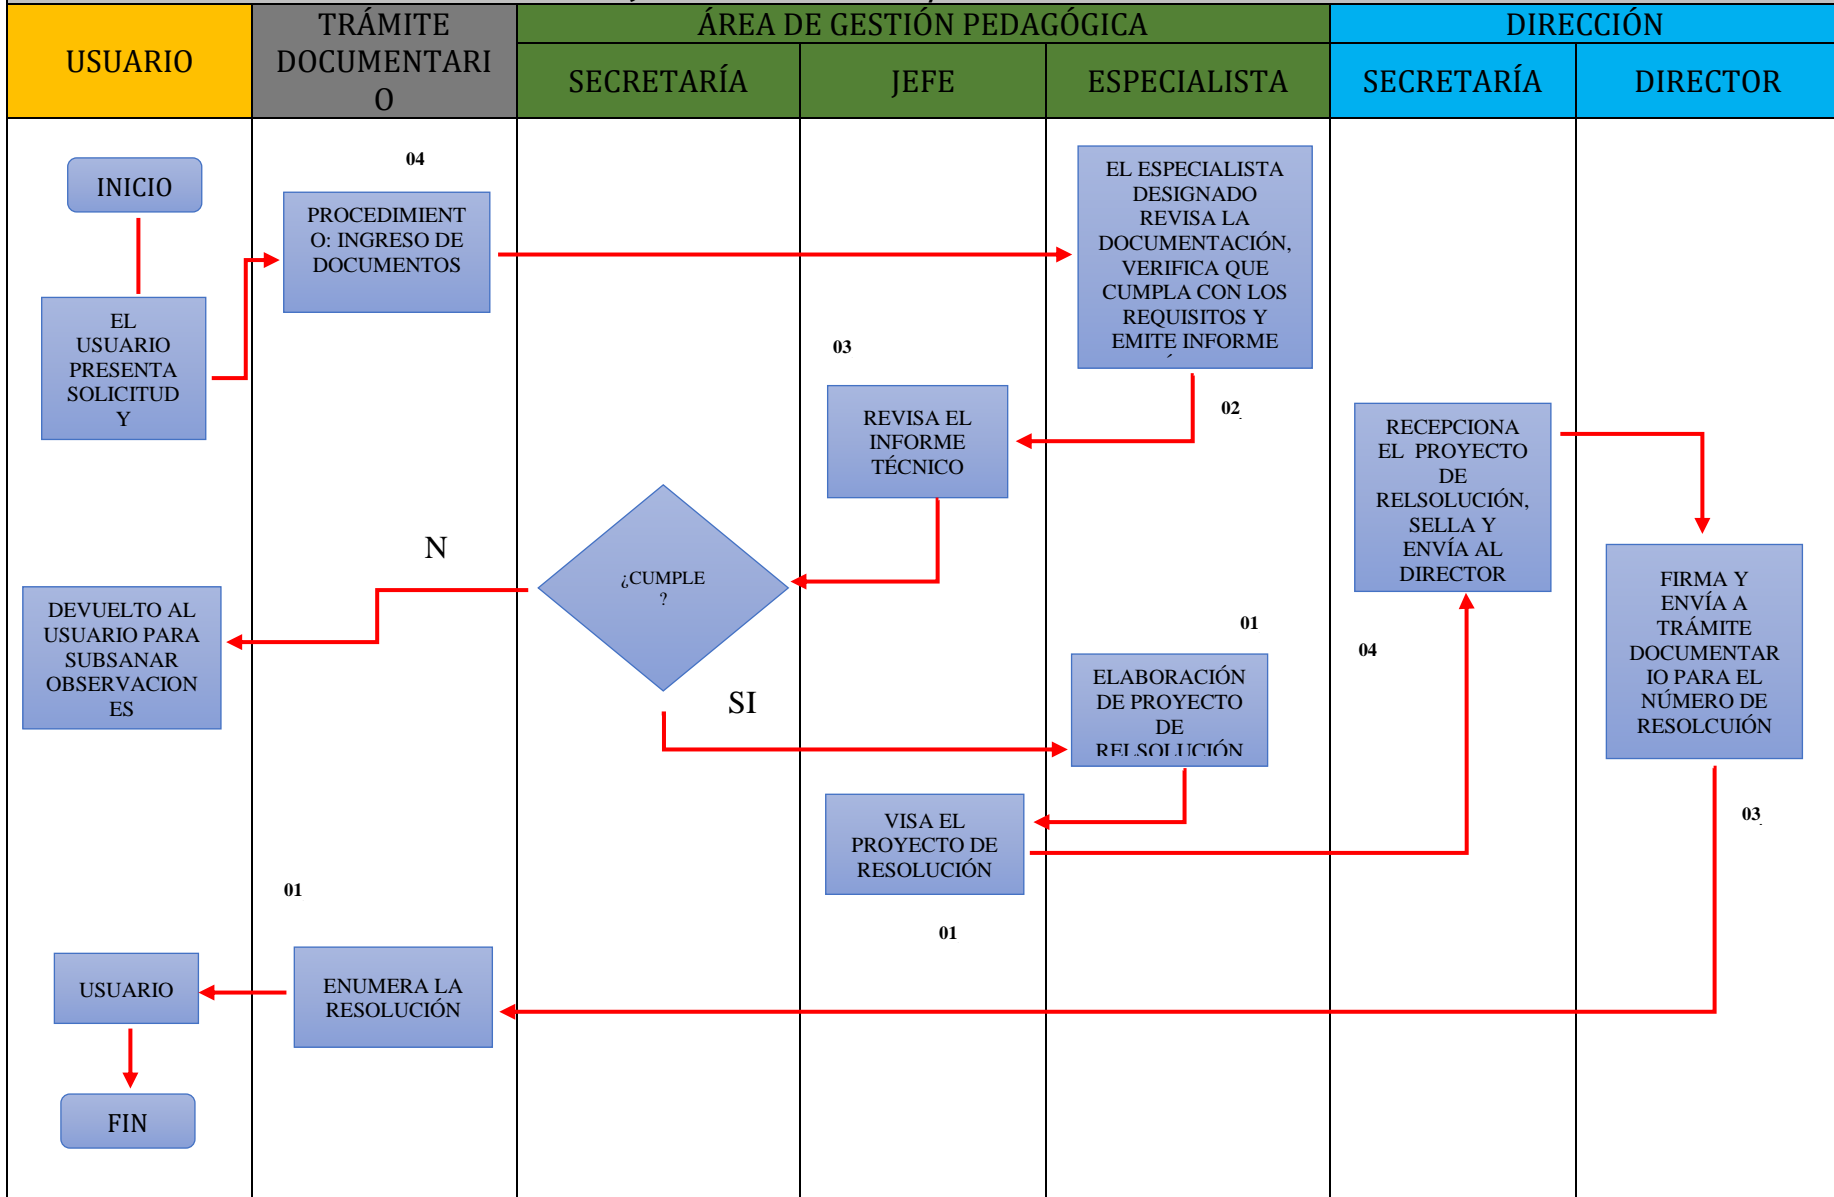 USUARIO
TRÁMITE
DOCUMENTARI
O
ÁREA DE GESTIÓN PEDAGÓGICA
SECRETARÍA
JEFE
ESPECIALISTA
DIRECCIÓN
SECRETARÍA
DIRECTOR
INICIO
EL
USUARIO
PRESENTA
SOLICITUD
Y
04
PROCEDIMIENT
O: INGRESO DE
DOCUMENTOS
EL ESPECIALISTA
DESIGNADO
REVISA LA
DOCUMENTACIÓN,
VERIFICA QUE
CUMPLA CON LOS
REQUISITOS Y
EMITE INFORME
02
03
REVISA EL
INFORME
TÉCNICO
¿CUMPLE
?
N
DEVUELTO AL
USUARIO PARA
SUBSANAR
OBSERVACION
ES
SI
01
ELABORACIÓN
DE PROYECTO
DE
RELSOLUCIÓN
VISA EL
PROYECTO DE
RESOLUCIÓN
01
RECEPCIONA
EL PROYECTO
DE
RELSOLUCIÓN,
SELLA Y
ENVÍA AL
DIRECTOR
04
FIRMA Y
ENVÍA A
TRÁMITE
DOCUMENTAR
IO PARA EL
NÚMERO DE
RESOLCUIÓN
03
01
ENUMERA LA
RESOLUCIÓN
USUARIO
FIN